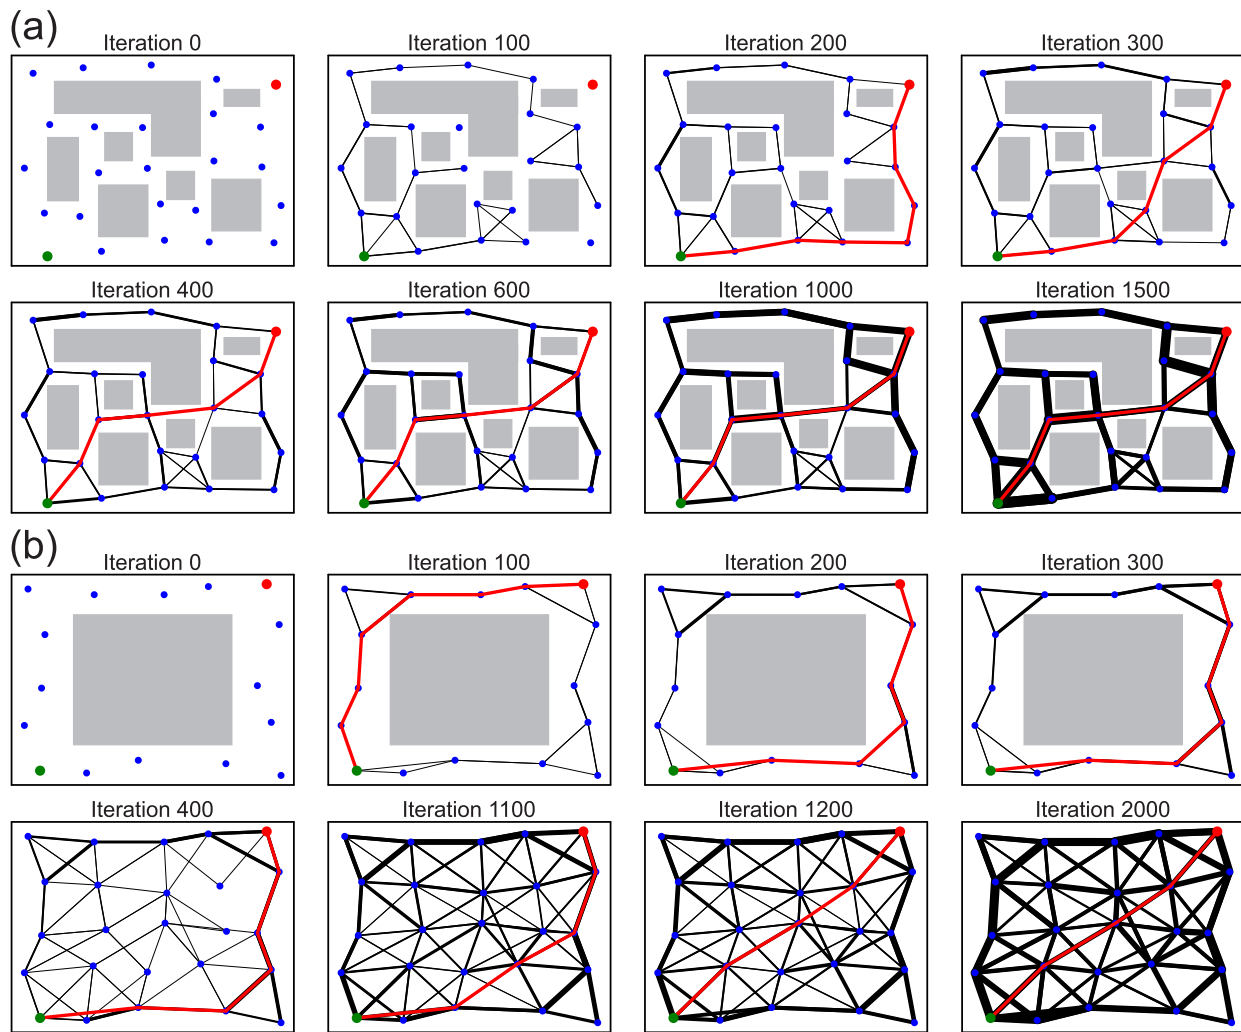 (a)
Iteration 0
Iteration 100
Iteration 200
Iteration 300
Iteration 400
Iteration 600
Iteration 1000
Iteration 1500
(b)
Iteration 0
Iteration 100
Iteration 200
Iteration 300
Iteration 400
Iteration 1100
Iteration 1200
Iteration 2000